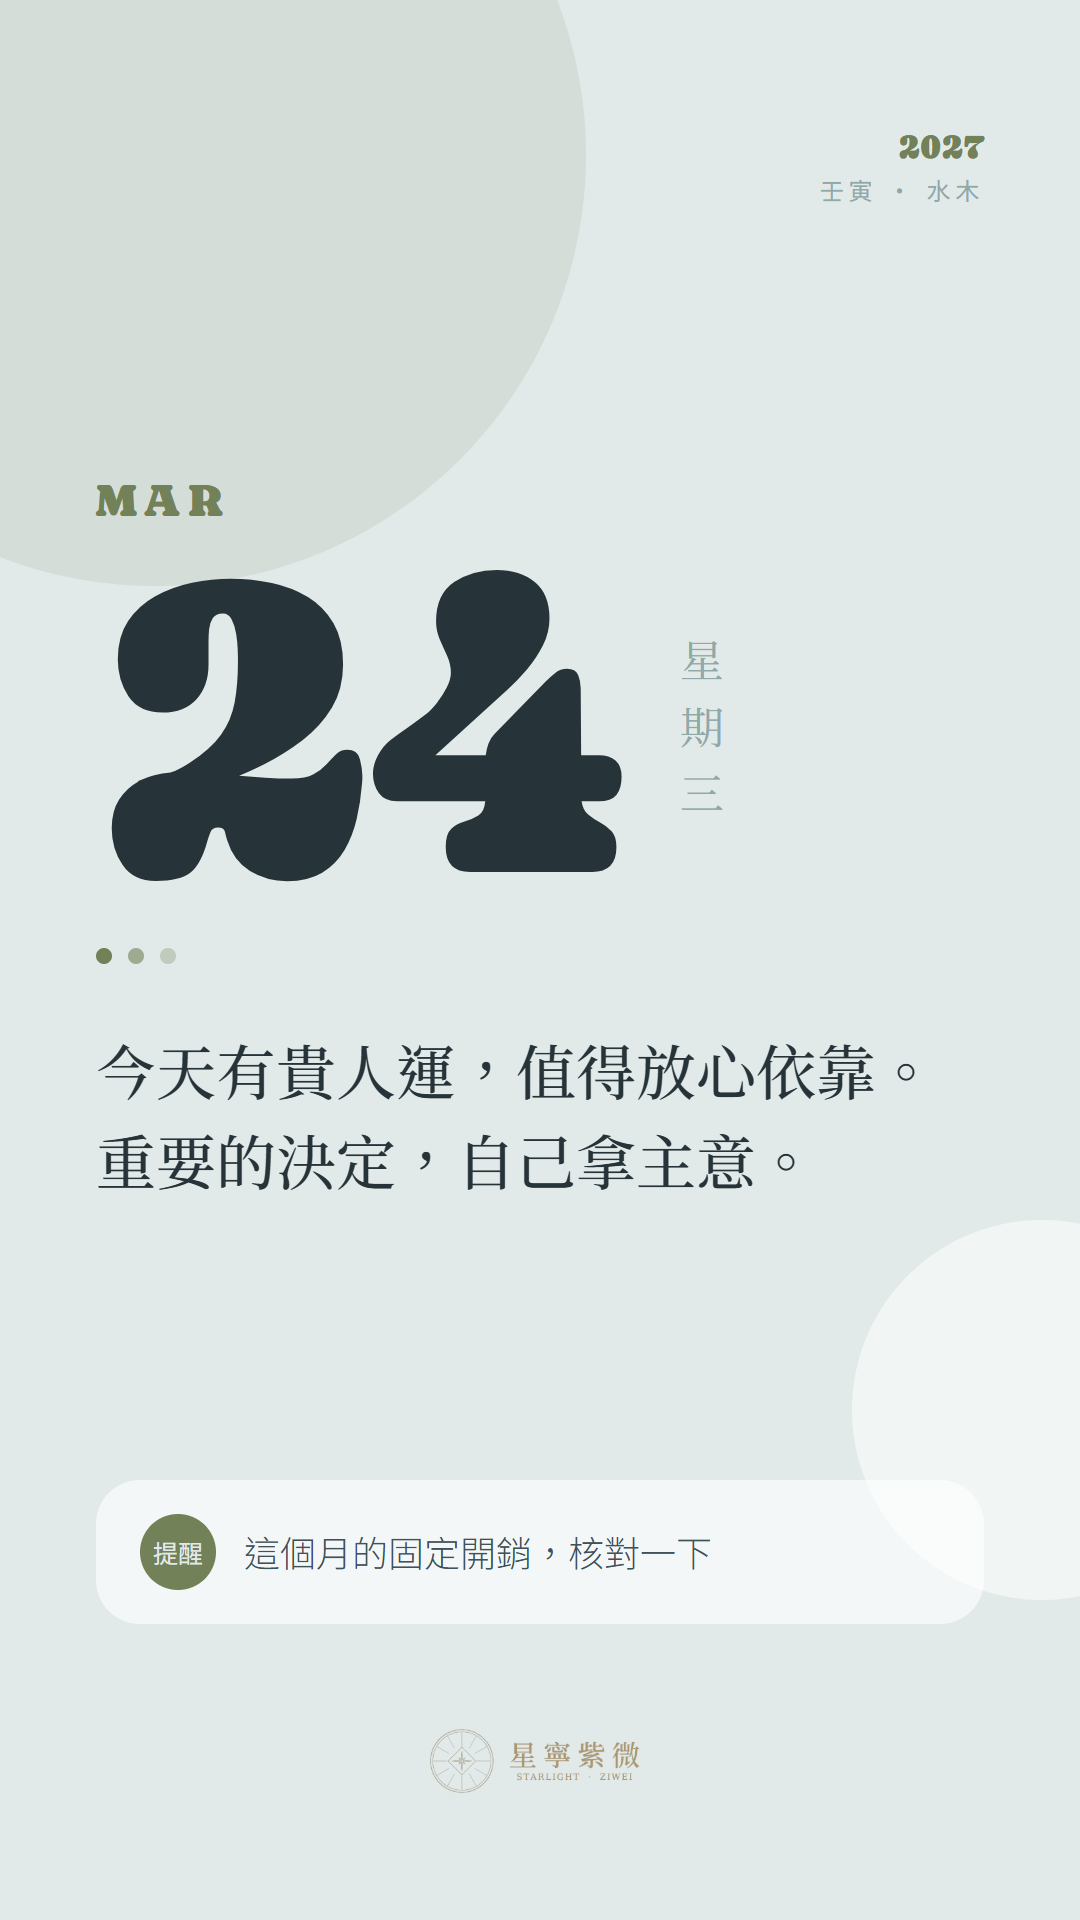 2027
壬寅 · 水木
MAR
24
星期三
今天有貴人運，值得放心依靠。
重要的決定，自己拿主意。
提醒
這個月的固定開銷，核對一下
星寧紫微
STARLIGHT · ZIWEI